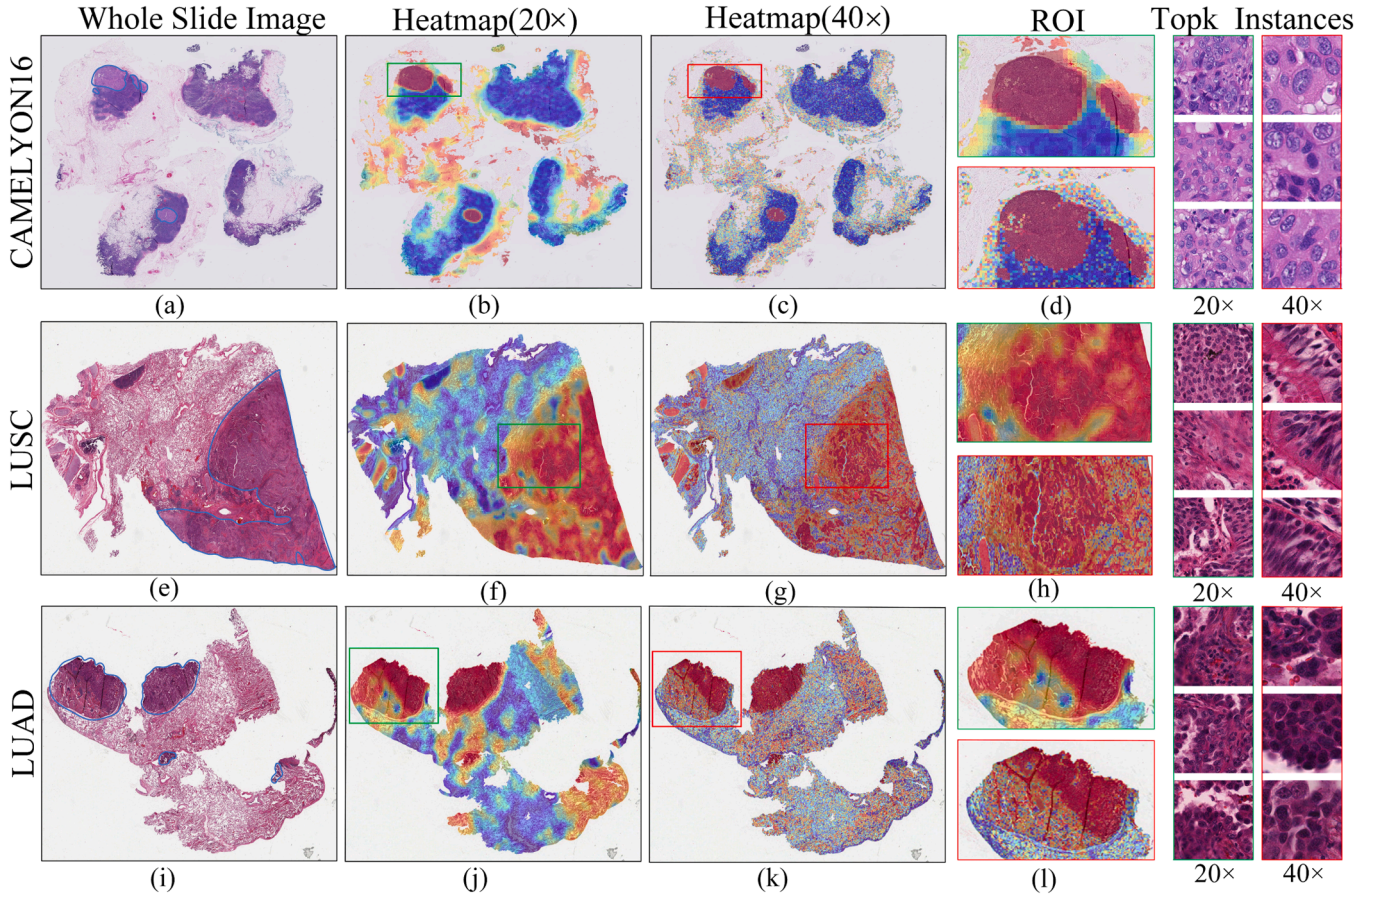 Whole Slide Image Heatmap(20×) Heatmap(40×) ROI Topk Instances
CAMELYON16
20× 40×
(a) (b) (c) (d)
LUSC
20× 40×
(e) (f) (g) (h)
LUAD
20× 40×
(i) (j) (k) (l)